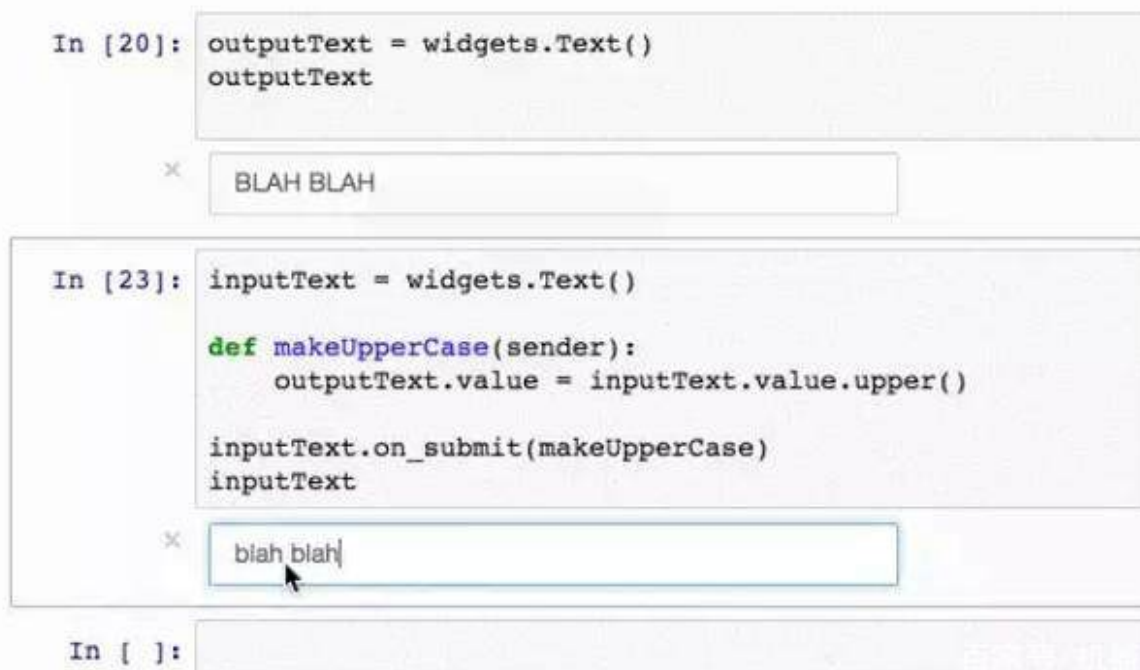 In [20]: outputText = widgets.Text()
outputText
× BLAH BLAH
In [23]: inputText = widgets.Text()
def makeUpperCase(sender):
    outputText.value = inputText.value.upper()
inputText.on_submit(makeUpperCase)
inputText
× blah blah
In [ ]: